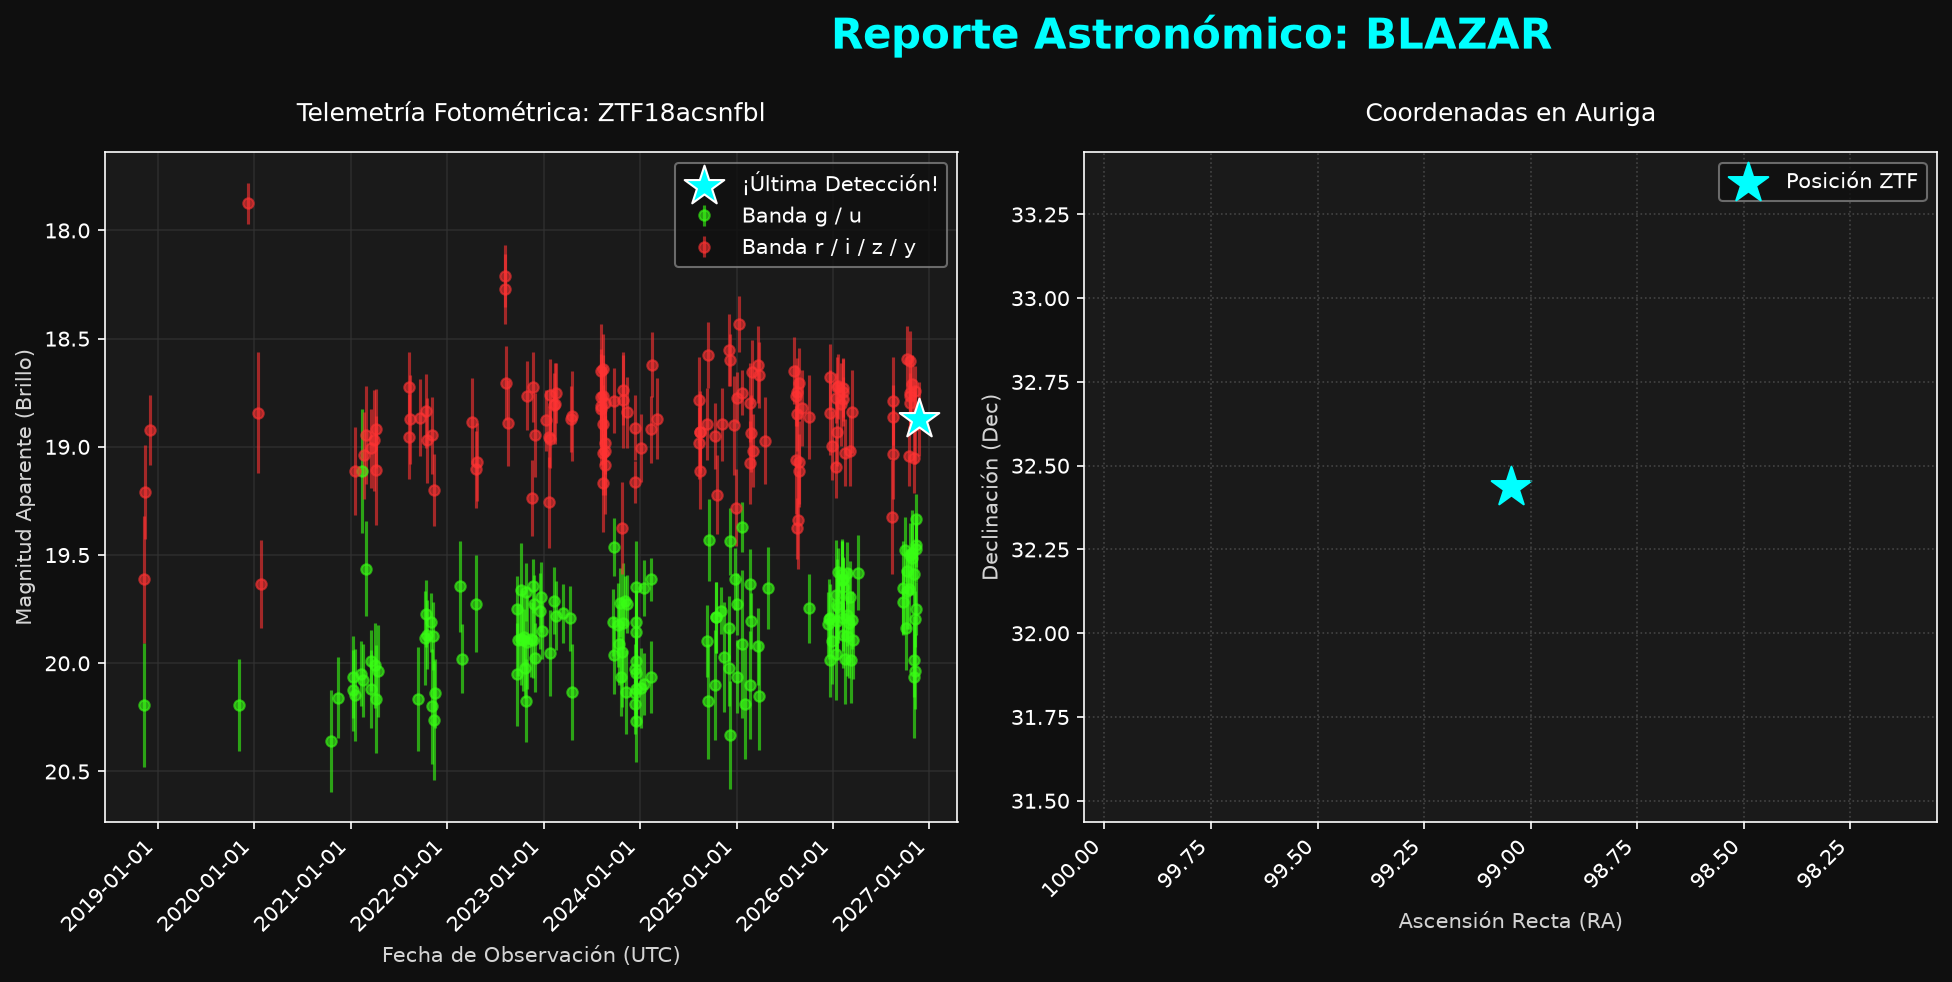 Reporte Astronómico: BLAZAR
Telemetría Fotométrica: ZTF18acsnfbl
¡Última Detección!
Banda g / u
Banda r / i / z / y
Magnitud Aparente (Brillo)
18.0
18.5
19.0
19.5
20.0
20.5
2019-01-01
2020-01-01
2021-01-01
2022-01-01
2023-01-01
2024-01-01
2025-01-01
2026-01-01
2027-01-01
Fecha de Observación (UTC)
Coordenadas en Auriga
Posición ZTF
Declinación (Dec)
33.25
33.00
32.75
32.50
32.25
32.00
31.75
31.50
100.00
99.75
99.50
99.25
99.00
98.75
98.50
98.25
Ascensión Recta (RA)